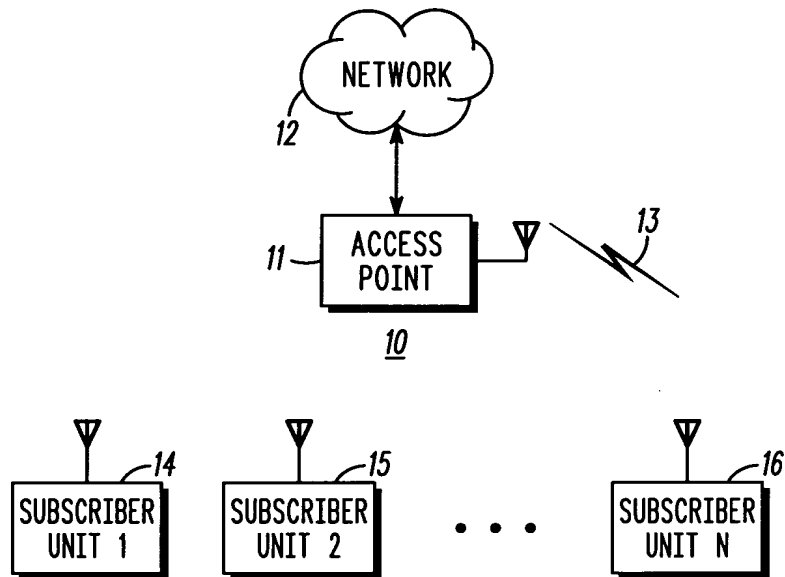 NETWORK
12
ACCESS
POINT
11
13
10
14
15
16
SUBSCRIBER
UNIT 1
SUBSCRIBER
UNIT 2
SUBSCRIBER
UNIT N